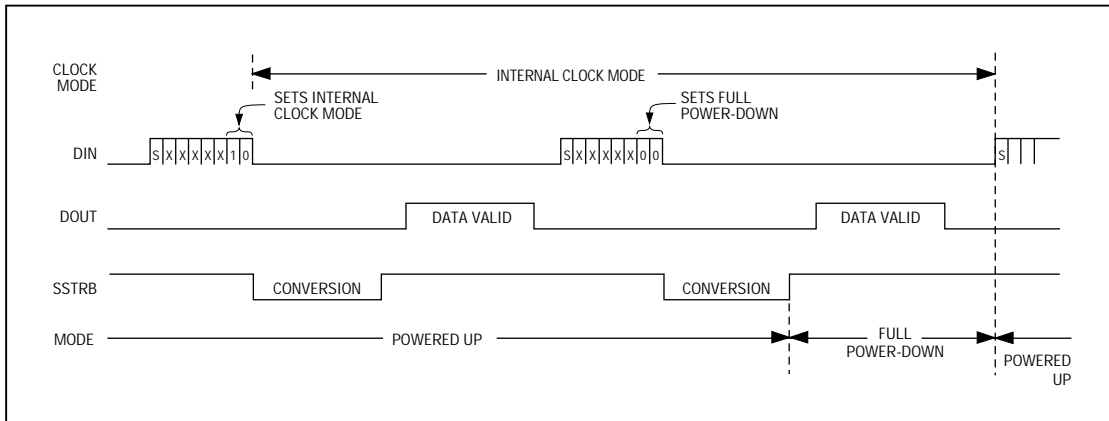 CLOCK
MODE
INTERNAL CLOCK MODE
SETS INTERNAL
CLOCK MODE
SETS FULL
POWER-DOWN
DIN
S X X X X X 1 0
S X X X X X 0 0
S
DOUT
DATA VALID
DATA VALID
SSTRB
CONVERSION
CONVERSION
MODE
POWERED UP
FULL
POWER-DOWN
POWERED
UP